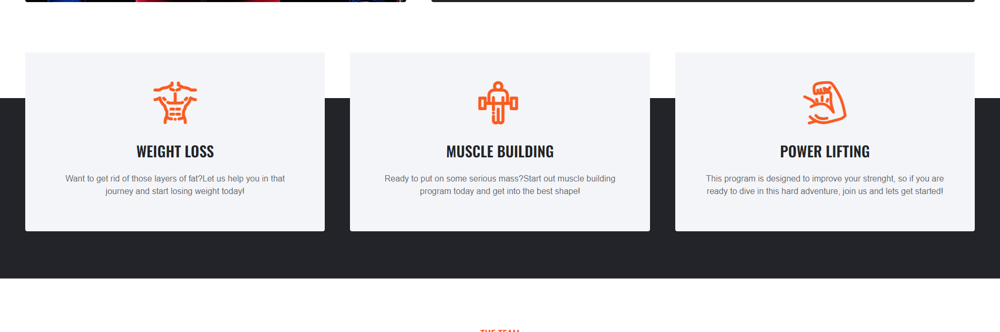 WEIGHT LOSS
Want to get rid of those layers of fat?Let us help you in that
journey and start losing weight today!
MUSCLE BUILDING
Ready to put on some serious mass?Start out muscle building
program today and get into the best shape!
POWER LIFTING
This program is designed to improve your strenght, so if you are
ready to dive in this hard adventure, join us and lets get started!
THE TEAM